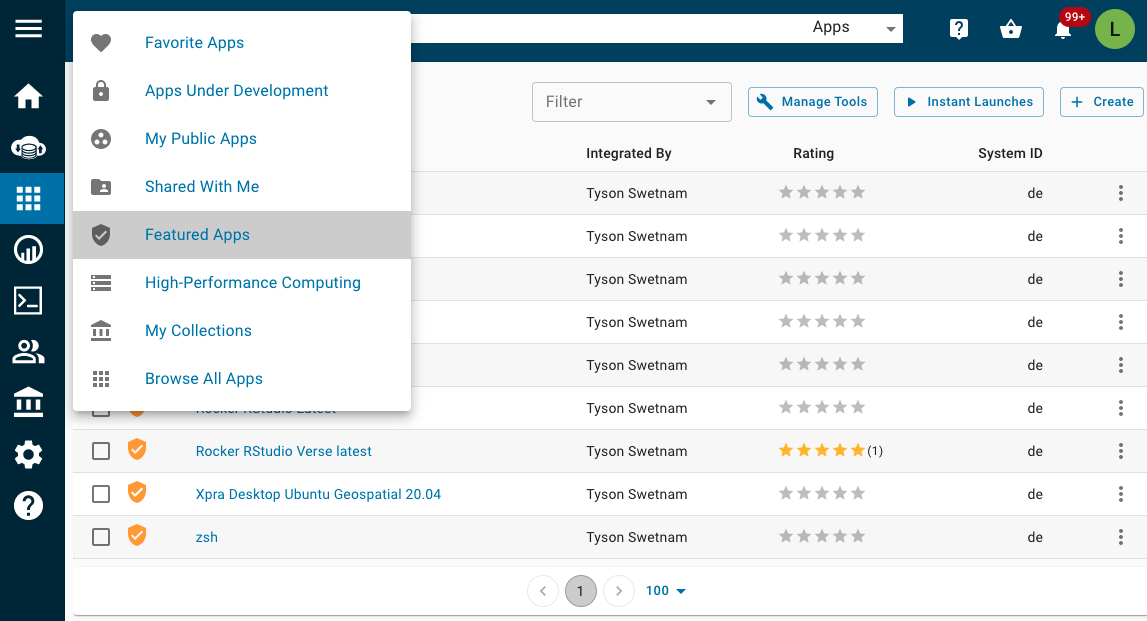 Apps
99+
L
Favorite Apps
Apps Under Development
My Public Apps
Shared With Me
Featured Apps
High-Performance Computing
My Collections
Browse All Apps
Filter
Manage Tools
Instant Launches
Create
Integrated By Rating System ID
Tyson Swetnam de
Tyson Swetnam de
Tyson Swetnam de
Tyson Swetnam de
Tyson Swetnam de
Rocker RStudio Latest Tyson Swetnam de
Rocker RStudio Verse latest Tyson Swetnam (1) de
Xpra Desktop Ubuntu Geospatial 20.04 Tyson Swetnam de
zsh Tyson Swetnam de
1 100